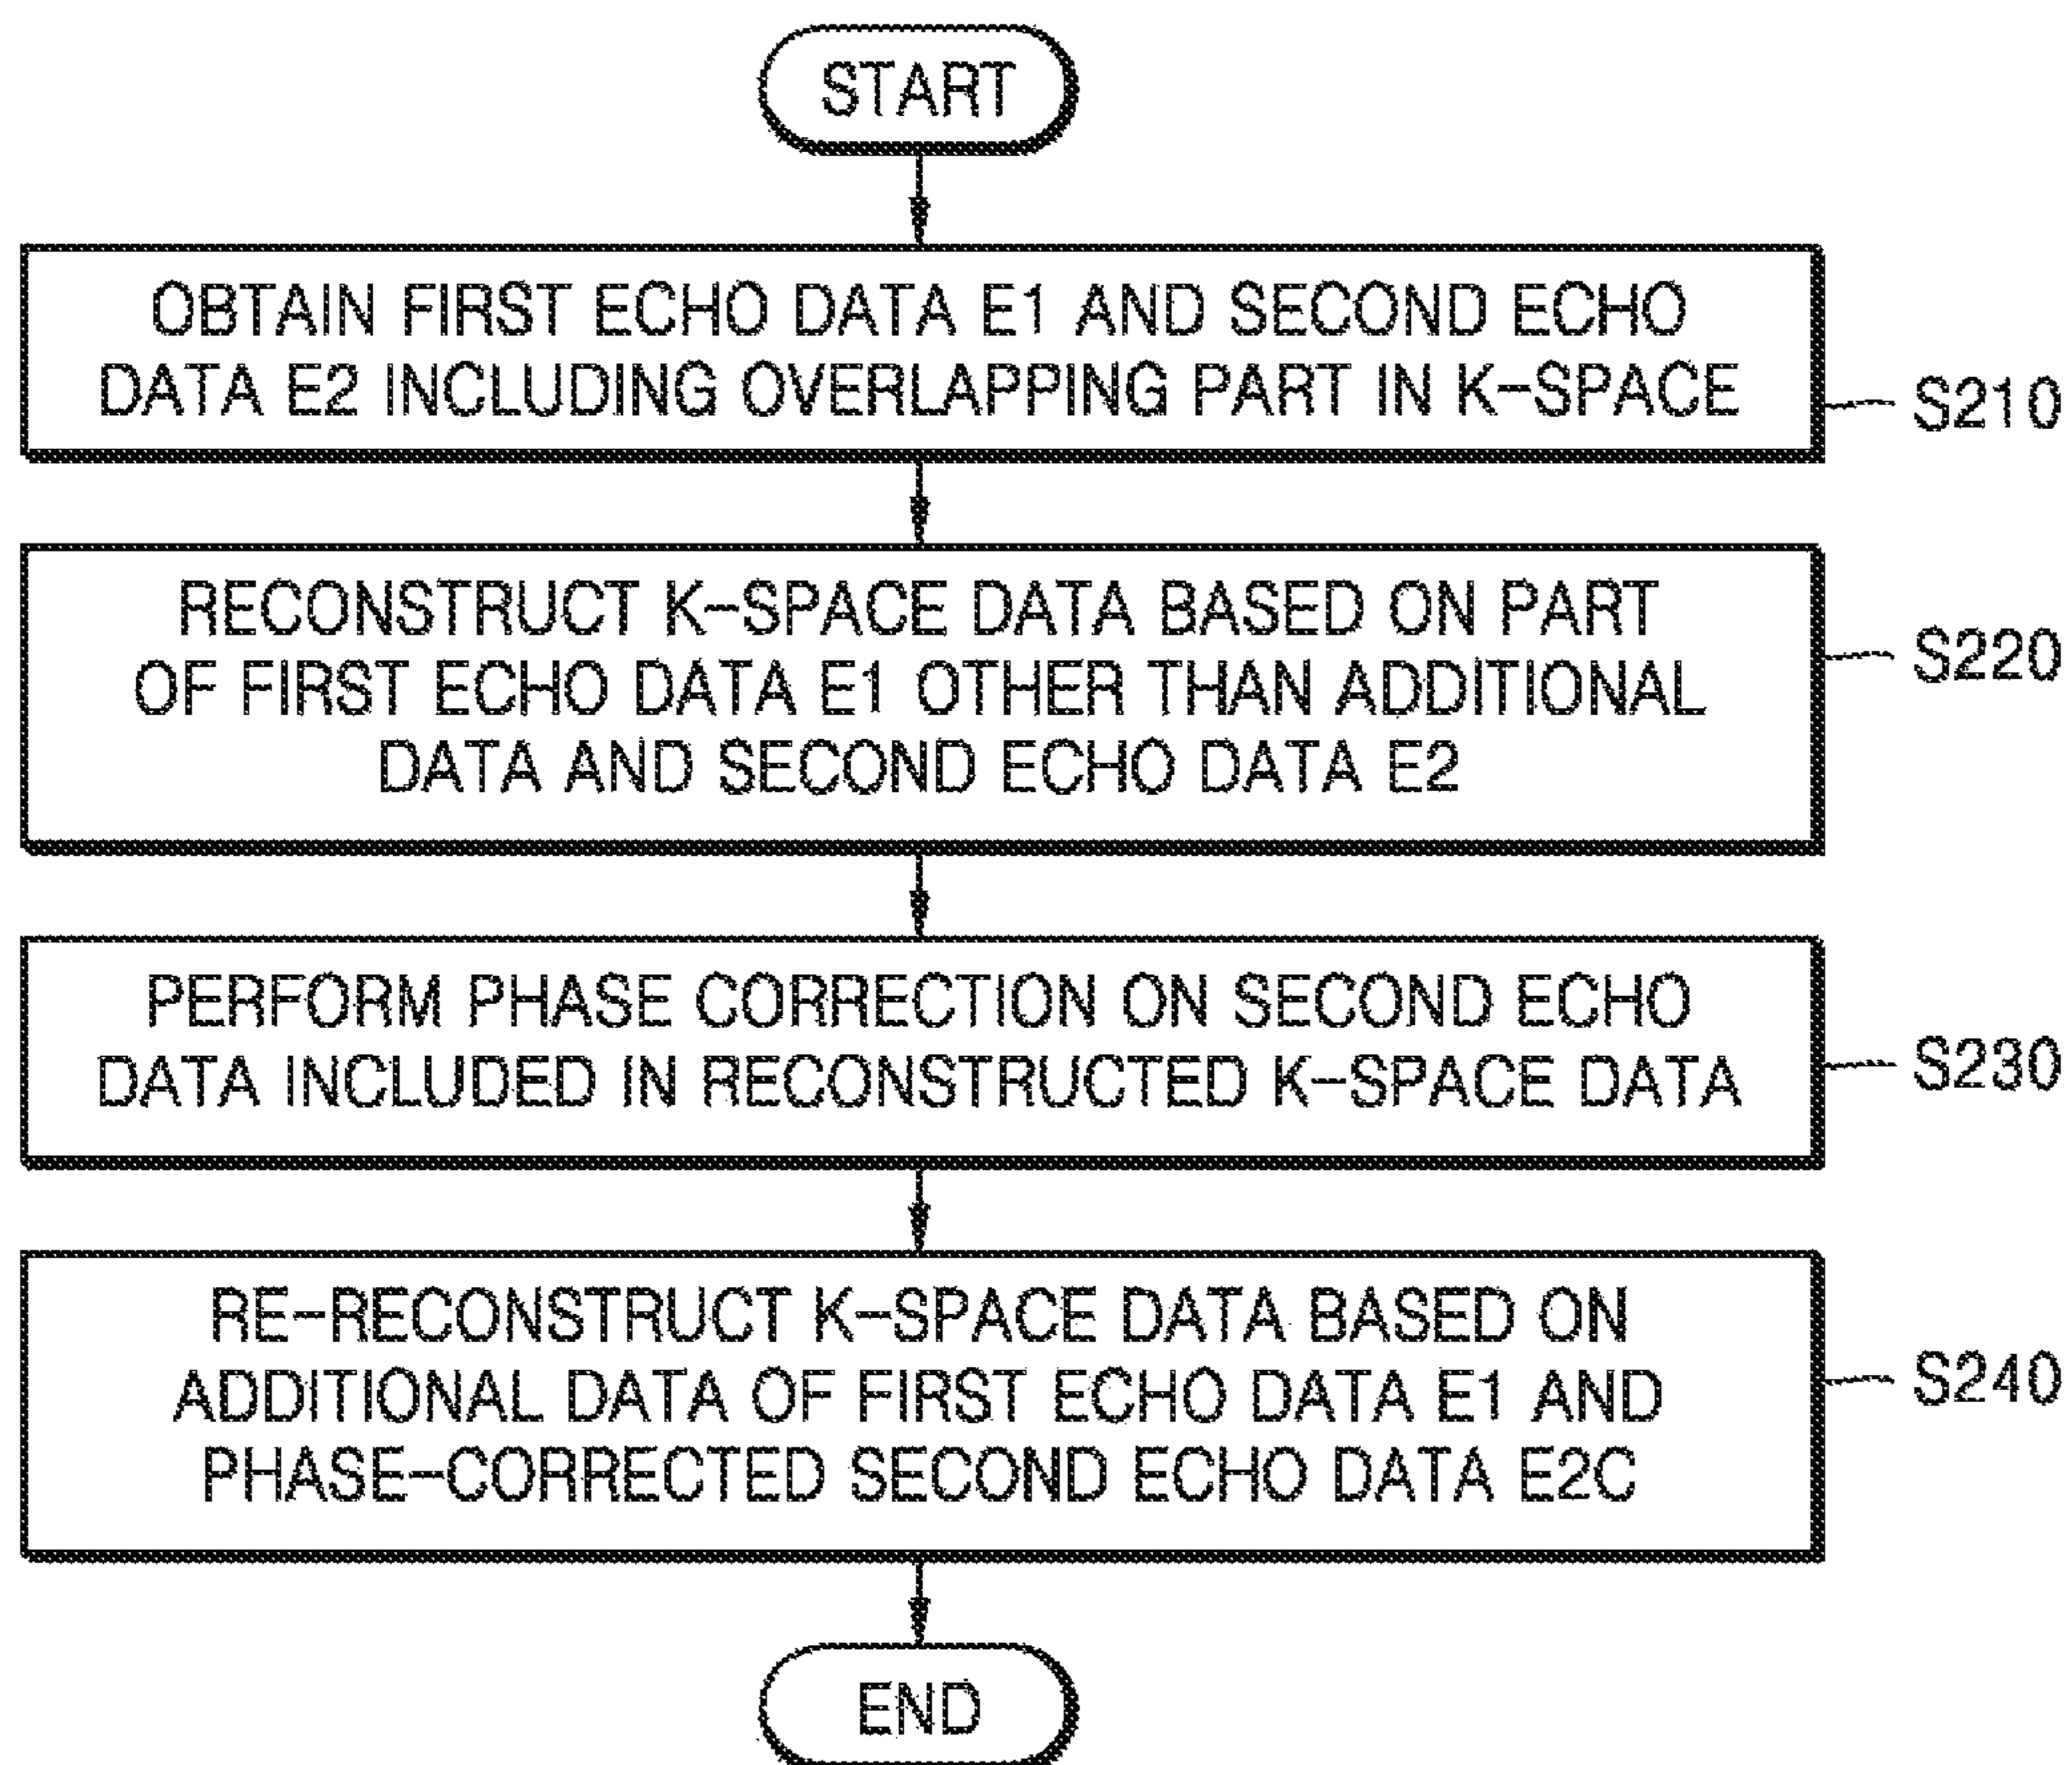 START
OBTAIN FIRST ECHO DATA E1 AND SECOND ECHO
DATA E2 INCLUDING OVERLAPPING PART IN K-SPACE
S210
RECONSTRUCT K-SPACE DATA BASED ON PART
OF FIRST ECHO DATA E1 OTHER THAN ADDITIONAL
DATA AND SECOND ECHO DATA E2
S220
PERFORM PHASE CORRECTION ON SECOND ECHO
DATA INCLUDED IN RECONSTRUCTED K-SPACE DATA
S230
RE-RECONSTRUCT K-SPACE DATA BASED ON
ADDITIONAL DATA OF FIRST ECHO DATA E1 AND
PHASE-CORRECTED SECOND ECHO DATA E2C
S240
END